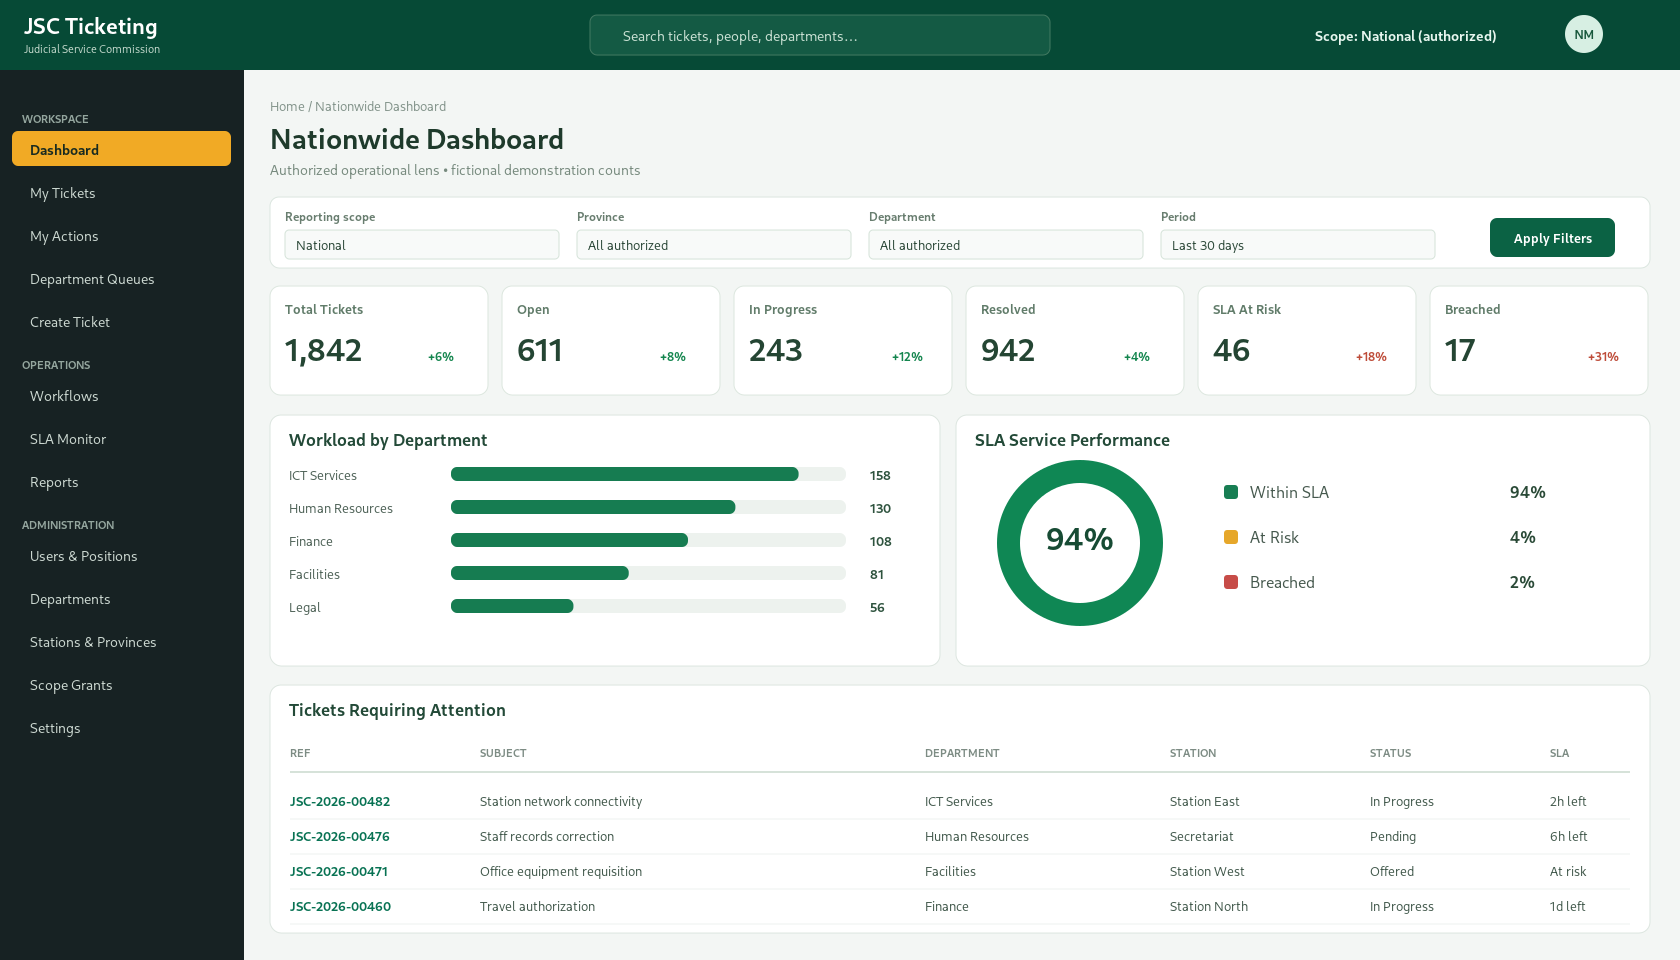 JSC Ticketing
Judicial Service Commission
Search tickets, people, departments...
Scope: National (authorized)
NM
WORKSPACE
Dashboard
My Tickets
My Actions
Department Queues
Create Ticket
OPERATIONS
Workflows
SLA Monitor
Reports
ADMINISTRATION
Users & Positions
Departments
Stations & Provinces
Scope Grants
Settings
Home / Nationwide Dashboard
Nationwide Dashboard
Authorized operational lens • fictional demonstration counts
Reporting scope Province Department Period
National All authorized All authorized Last 30 days Apply Filters
Total Tickets Open In Progress Resolved SLA At Risk Breached
1,842 +6% 611 +8% 243 +12% 942 +4% 46 +18% 17 +31%
Workload by Department
ICT Services 158
Human Resources 130
Finance 108
Facilities 81
Legal 56
SLA Service Performance
94%
Within SLA 94%
At Risk 4%
Breached 2%
Tickets Requiring Attention
REF SUBJECT DEPARTMENT STATION STATUS SLA
JSC-2026-00482 Station network connectivity ICT Services Station East In Progress 2h left
JSC-2026-00476 Staff records correction Human Resources Secretariat Pending 6h left
JSC-2026-00471 Office equipment requisition Facilities Station West Offered At risk
JSC-2026-00460 Travel authorization Finance Station North In Progress 1d left